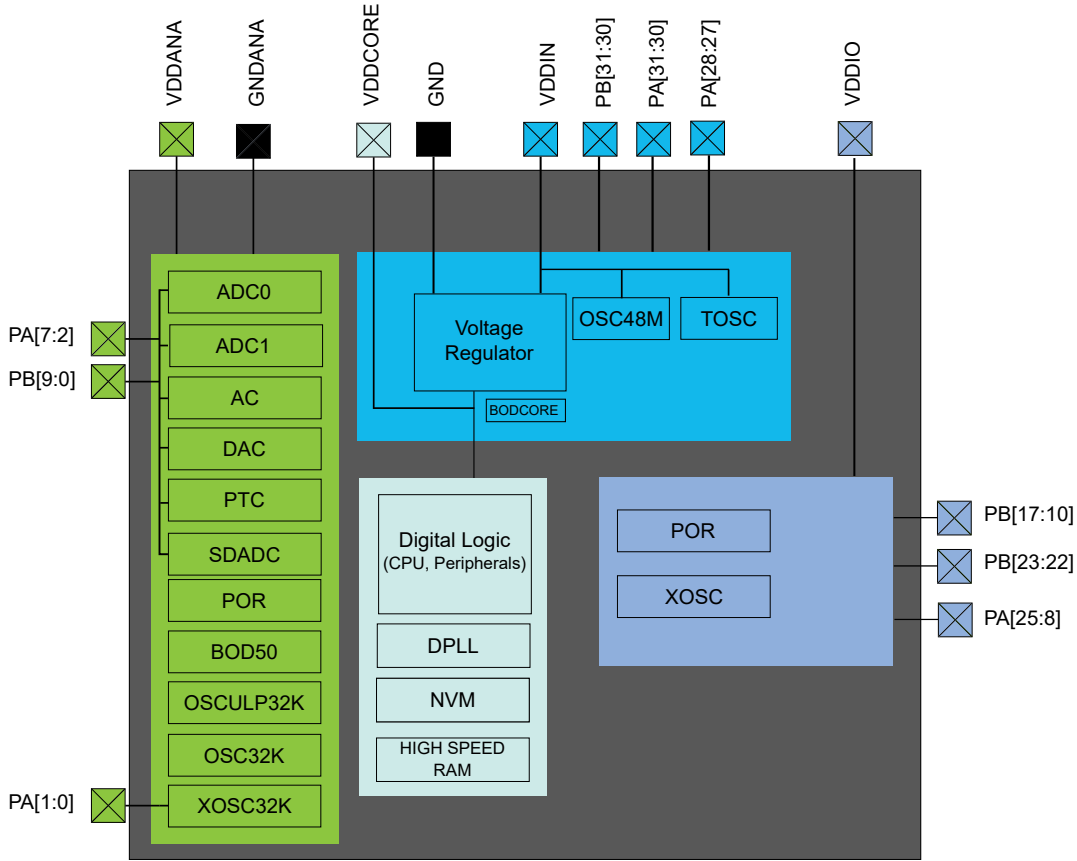 VDDANA
GNDANA
VDDCORE
GND
VDDIN
PB[31:30]
PA[31:30]
PA[28:27]
VDDIO
PA[7:2]
PB[9:0]
PA[1:0]
ADC0
ADC1
AC
DAC
PTC
SDADC
POR
BOD50
OSCULP32K
OSC32K
XOSC32K
Voltage
Regulator
OSC48M
TOSC
BODCORE
Digital Logic
(CPU, Peripherals)
DPLL
NVM
HIGH SPEED
RAM
POR
XOSC
PB[17:10]
PB[23:22]
PA[25:8]